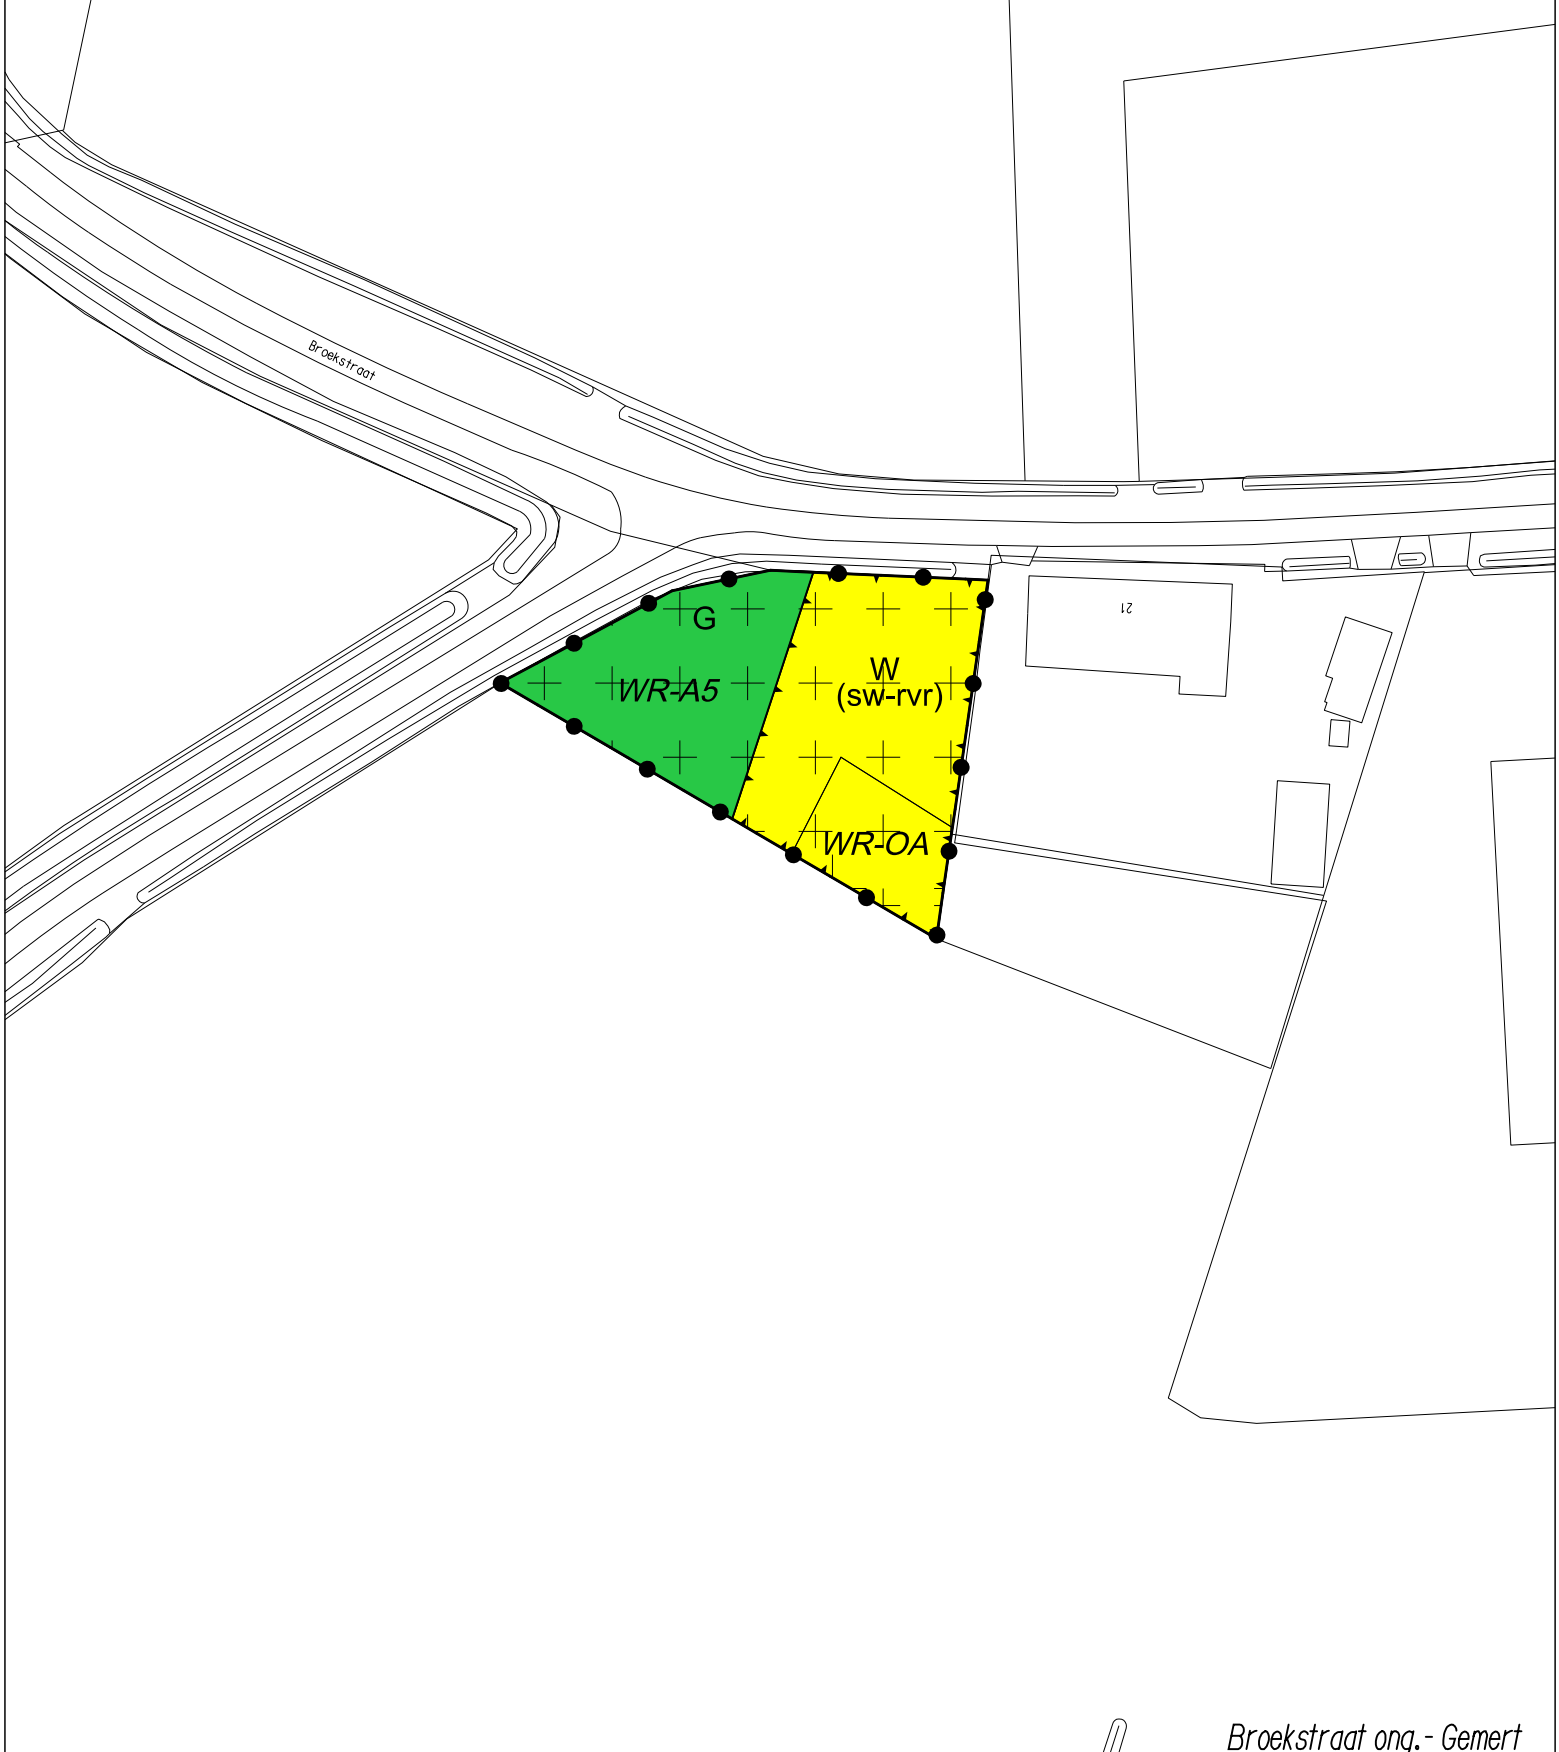 Broekstraat
G
WR-A5
W
(sw-rvr)
WR-OA
21
Broekstraat ong.- Gemert